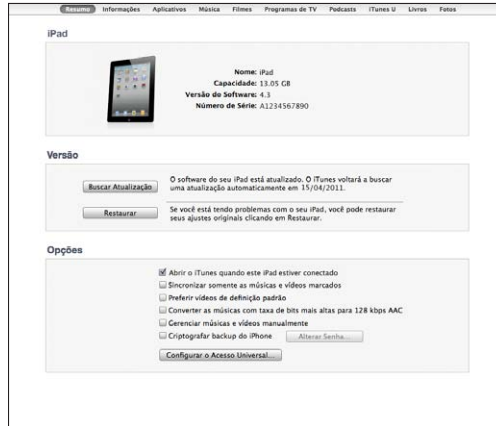 Resumo Informações Aplicativos Música Filmes Programas de TV Podcasts iTunes U Livros Fotos
iPad
Nome: iPad
Capacidade: 13.05 GB
Versão do Software: 4.3
Número de Série: A1234567890
Versão
Buscar Atualização
O software do seu iPad está atualizado. O iTunes voltará a buscar
uma atualização automaticamente em 15/04/2011.
Restaurar
Se você está tendo problemas com o seu iPad, você pode restaurar
seus ajustes originais clicando em Restaurar.
Opções
Abrir o iTunes quando este iPad estiver conectado
Sincronizar somente as músicas e vídeos marcados
Preferir vídeos de definição padrão
Converter as músicas com taxa de bits mais altas para 128 kbps AAC
Gerenciar músicas e vídeos manualmente
Criptografar backup do iPhone Alterar Senha...
Configurar o Acesso Universal...